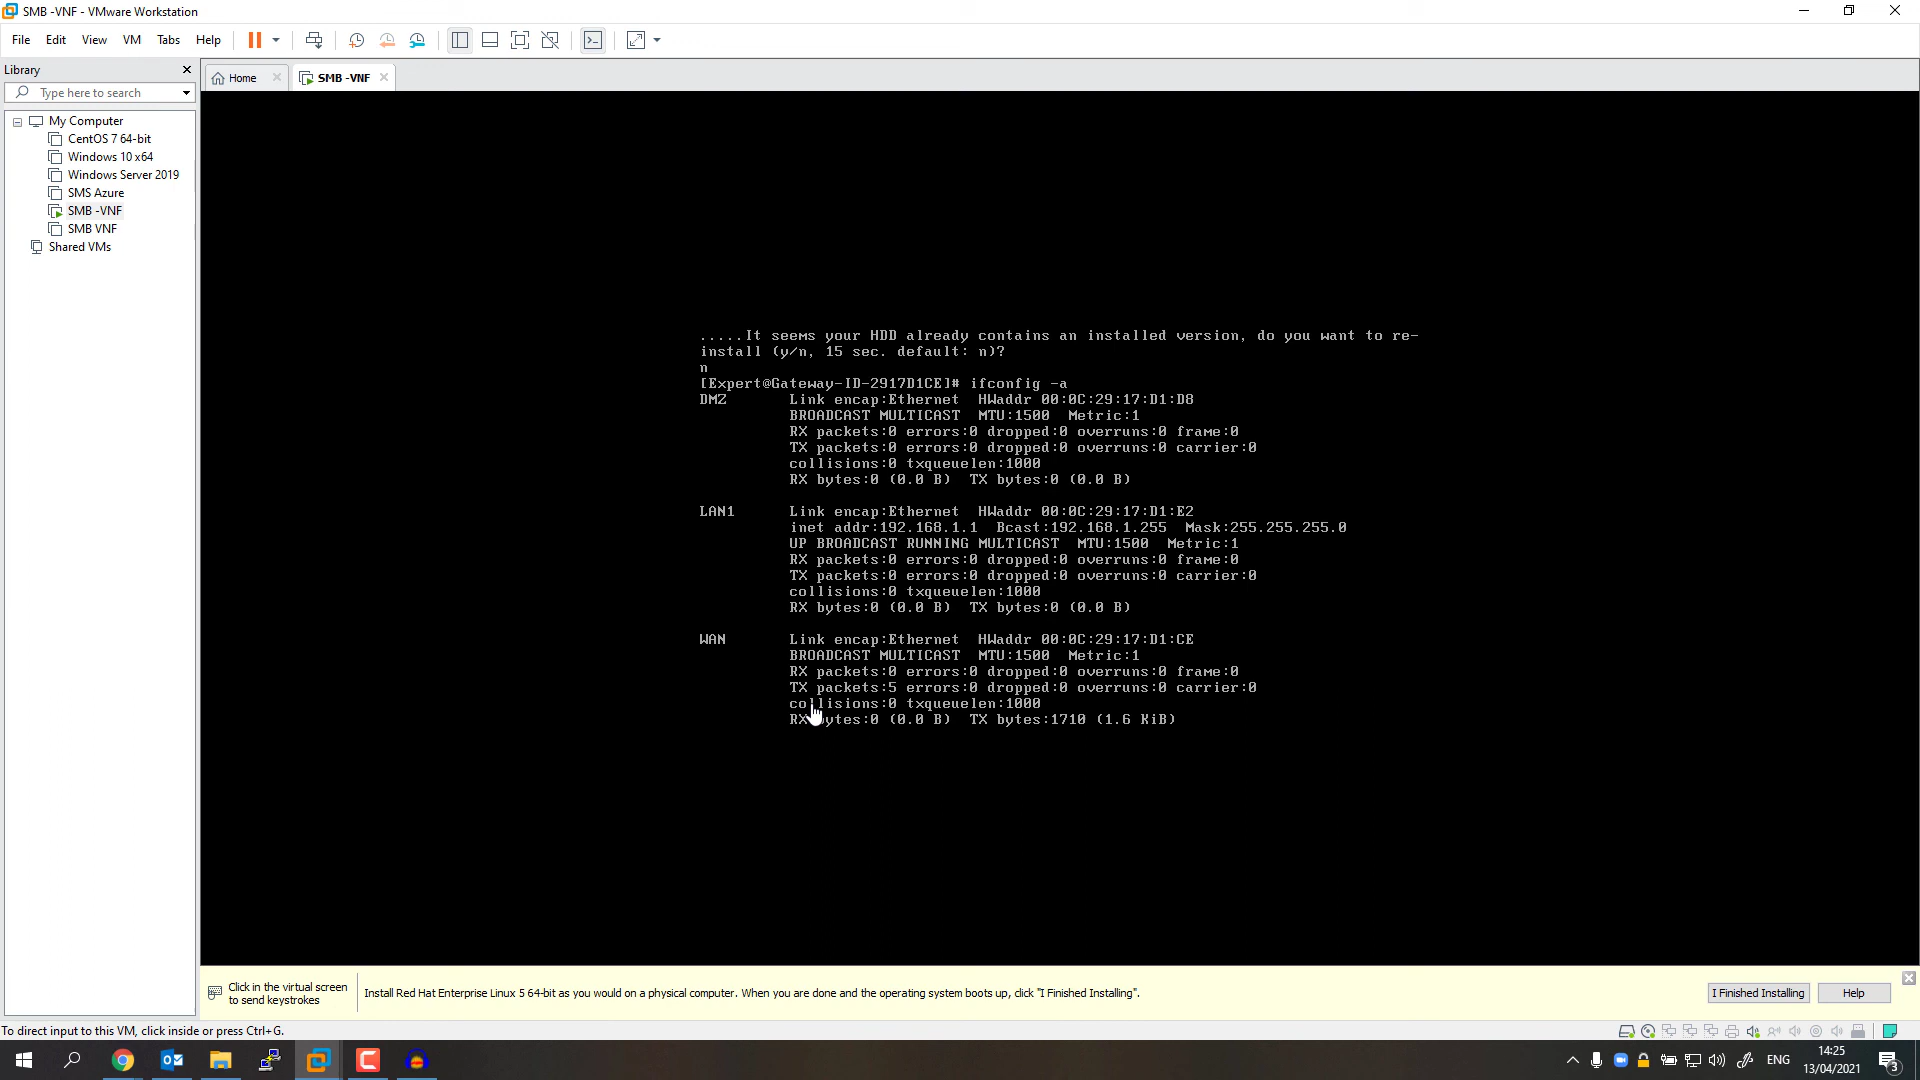 SMB -VNF - VMware Workstation
File Edit View VM Tabs Help
Library
Type here to search
My Computer
CentOS 7 64-bit
Windows 10 x64
Windows Server 2019
SMS Azure
SMB -VNF
SMB VNF
Shared VMs
Home
SMB -VNF
.....It seems your HDD already contains an installed version, do you want to re-
install (y/n, 15 sec. default: n)?
n
[Expert@Gateway-ID-2917D1CE]# ifconfig -a
DMZ Link encap:Ethernet HWaddr 00:0C:29:17:D1:D8
BROADCAST MULTICAST MTU:1500 Metric:1
RX packets:0 errors:0 dropped:0 overruns:0 frame:0
TX packets:0 errors:0 dropped:0 overruns:0 carrier:0
collisions:0 txqueuelen:1000
RX bytes:0 (0.0 B) TX bytes:0 (0.0 B)
LAN1 Link encap:Ethernet HWaddr 00:0C:29:17:D1:E2
inet addr:192.168.1.1 Bcast:192.168.1.255 Mask:255.255.255.0
UP BROADCAST RUNNING MULTICAST MTU:1500 Metric:1
RX packets:0 errors:0 dropped:0 overruns:0 frame:0
TX packets:0 errors:0 dropped:0 overruns:0 carrier:0
collisions:0 txqueuelen:1000
RX bytes:0 (0.0 B) TX bytes:0 (0.0 B)
WAN Link encap:Ethernet HWaddr 00:0C:29:17:D1:CE
BROADCAST MULTICAST MTU:1500 Metric:1
RX packets:0 errors:0 dropped:0 overruns:0 frame:0
TX packets:5 errors:0 dropped:0 overruns:0 carrier:0
collisions:0 txqueuelen:1000
RX bytes:0 (0.0 B) TX bytes:1710 (1.6 KiB)
Click in the virtual screen
to send keystrokes
Install Red Hat Enterprise Linux 5 64-bit as you would on a physical computer. When you are done and the operating system boots up, click "I Finished Installing".
I Finished Installing
Help
To direct input to this VM, click inside or press Ctrl+G.
ENG
14:25
13/04/2021
3